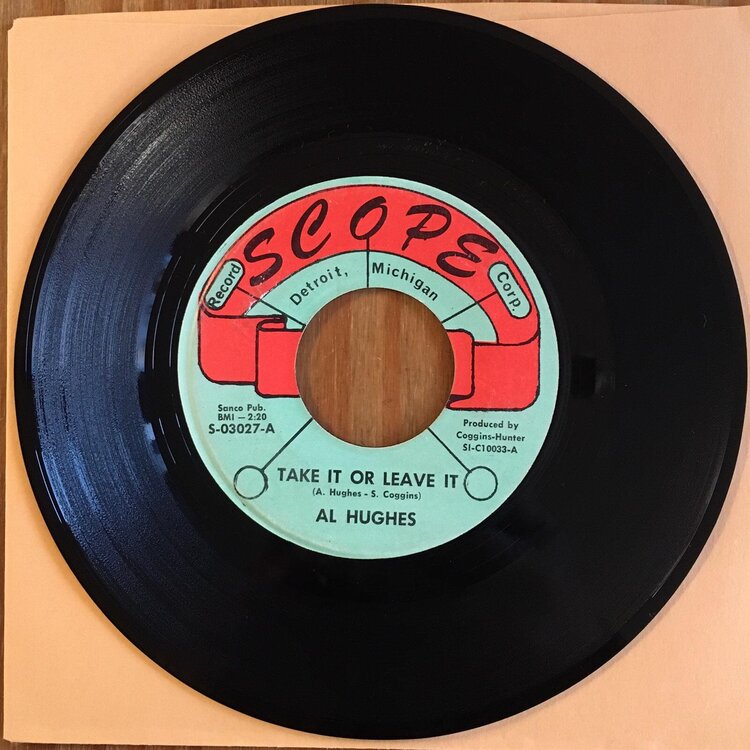 SCOPE
Record Corp.
Detroit, Michigan
Sanco Pub.
BMI — 2:20
S-03027-A
Produced by
Coggins-Hunter
SI-C10033-A
TAKE IT OR LEAVE IT
(A. Hughes - S. Coggins)
AL HUGHES